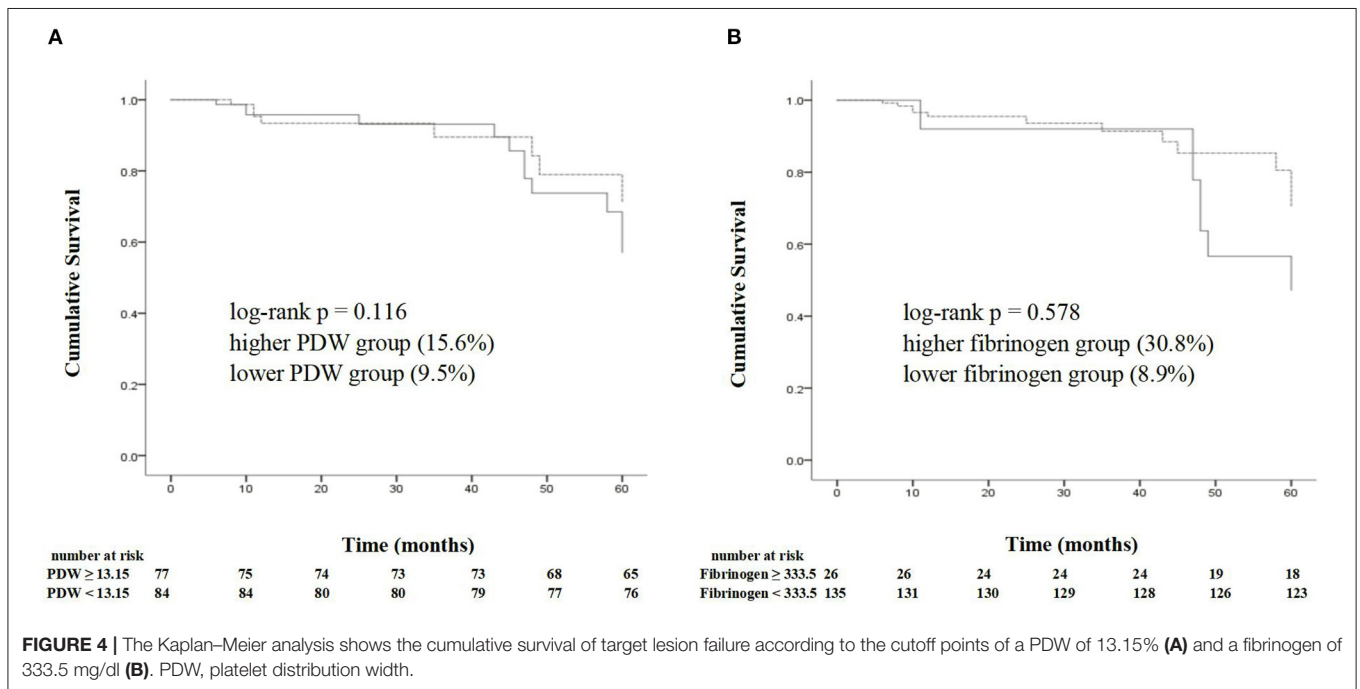 A
1.0
0.8
0.6
0.4
0.2
0.0
Cumulative Survival
log-rank p = 0.116
higher PDW group (15.6%)
lower PDW group (9.5%)
0 10 20 30 40 50 60
Time (months)
number at risk
PDW ≥ 13.15 77 75 74 73 73 68 65
PDW < 13.15 84 84 80 80 79 77 76
B
1.0
0.8
0.6
0.4
0.2
0.0
Cumulative Survival
log-rank p = 0.578
higher fibrinogen group (30.8%)
lower fibrinogen group (8.9%)
0 10 20 30 40 50 60
Time (months)
number at risk
Fibrinogen ≥ 333.5 26 26 24 24 24 19 18
Fibrinogen < 333.5 135 131 130 129 128 126 123
FIGURE 4 | The Kaplan–Meier analysis shows the cumulative survival of target lesion failure according to the cutoff points of a PDW of 13.15% (A) and a fibrinogen of
333.5 mg/dl (B). PDW, platelet distribution width.